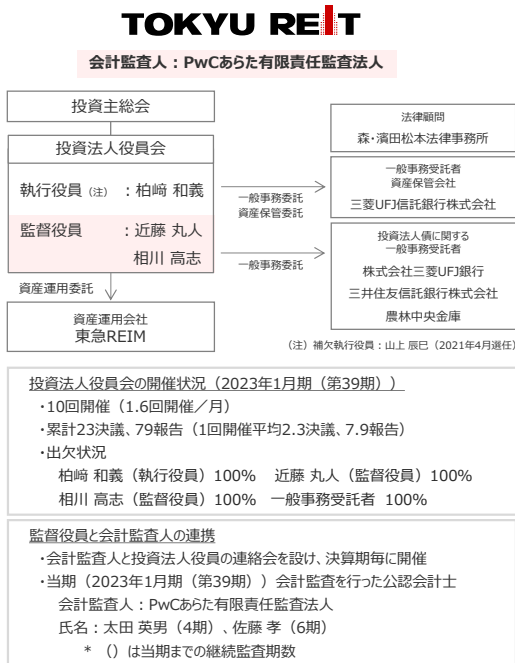 TOKYU REIT
会計監査人：PwCあらた有限責任監査法人
投資主総会
投資法人役員会
執行役員（注）：柏﨑 和義
監督役員　：近藤 丸人
相川 高志
資産運用委託
資産運用会社
東急REIM
一般事務委託
資産保管委託
一般事務委託
法律顧問
森・濱田松本法律事務所
一般事務受託者
資産保管会社
三菱UFJ信託銀行株式会社
投資法人債に関する
一般事務受託者
株式会社三菱UFJ銀行
三井住友信託銀行株式会社
農林中央金庫
（注）補欠執行役員：山上 辰巳（2021年4月選任）
投資法人役員会の開催状況（2023年1月期（第39期））
・10回開催（1.6回開催／月）
・累計23決議、79報告（1回開催平均2.3決議、7.9報告）
・出欠状況
柏﨑 和義（執行役員）100%　近藤 丸人（監督役員）100%
相川 高志（監督役員）100%　一般事務受託者 100%
監督役員と会計監査人の連携
・会計監査人と投資法人役員の連絡会を設け、決算期毎に開催
・当期（2023年1月期（第39期））会計監査を行った公認会計士
会計監査人：PwCあらた有限責任監査法人
氏名：太田 英男（4期）、佐藤 孝（6期）
*　（）は当期までの継続監査期数